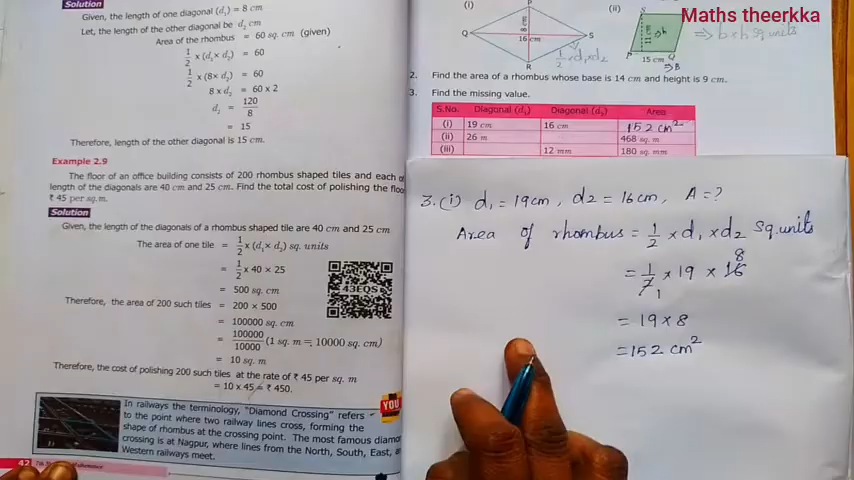 Solution
Given, the length of one diagonal (d₁) = 8 cm
Let, the length of the other diagonal be d₂ cm
Area of the rhombus = 60 sq. cm (given)
1/2 × (d₁ × d₂) = 60
1/2 × (8 × d₂) = 60
8 × d₂ = 60 × 2
d₂ = 120/8
= 15
Therefore, length of the other diagonal is 15 cm.
Example 2.9
The floor of an office building consists of 200 rhombus shaped tiles and each of
length of the diagonals are 40 cm and 25 cm. Find the total cost of polishing the floo
₹ 45 per sq. m.
Solution
Given, the length of the diagonals of a rhombus shaped tile are 40 cm and 25 cm
The area of one tile = 1/2 × (d₁ × d₂) sq. units
= 1/2 × 40 × 25
= 500 sq. cm
43EQS
Therefore, the area of 200 such tiles = 200 × 500
= 100000 sq. cm
= 100000/10000 (1 sq. m = 10000 sq. cm)
= 10 sq. m
Therefore, the cost of polishing 200 such tiles at the rate of ₹ 45 per sq. m
= 10 × 45 = ₹ 450.
In railways the terminology, "Diamond Crossing" refers
to the point where two railway lines cross, forming the
shape of rhombus at the crossing point. The most famous diamo
crossing is at Nagpur, where lines from the North, South, East, a
Western railways meet.
YOU
42
Maths theerkka
(i) P Q R S 8 cm 16 cm
1/2 × d₁ × d₂
(ii) S P Q 15 cm
⇒ b × h sq units
⇒ B
2. Find the area of a rhombus whose base is 14 cm and height is 9 cm.
3. Find the missing value.
S.No. Diagonal (d₁) Diagonal (d₂) Area
(i) 19 cm 16 cm 152 cm²
(ii) 26 m 468 sq. m
(iii) 12 mm 180 sq. mm
3. (i) d₁ = 19cm, d₂ = 16cm, A = ?
Area of rhombus = 1/2 × d₁ × d₂ sq.units
8
= 1/2 × 19 × 16
1
= 19 × 8
= 152 cm²